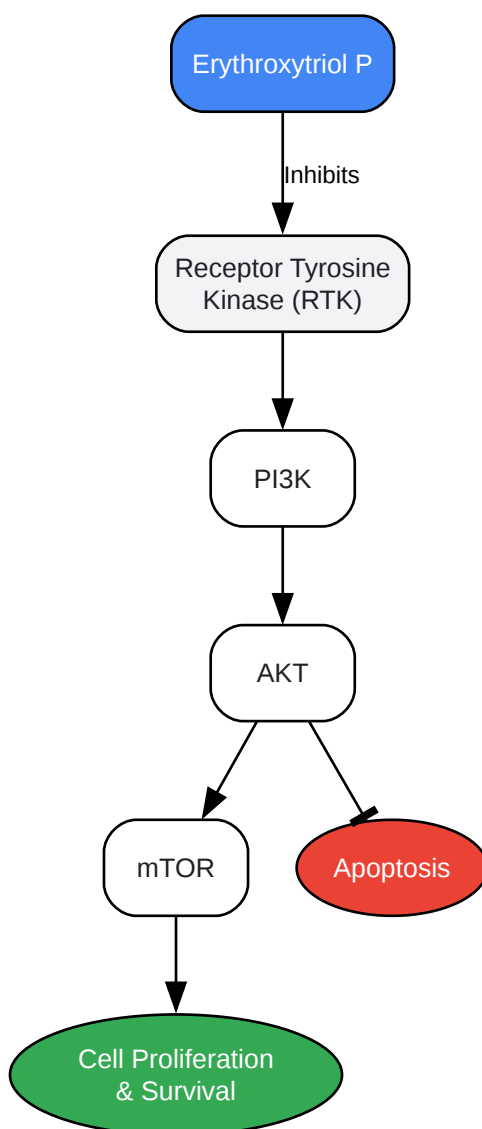 Erythroxytriol P
Inhibits
Receptor Tyrosine
Kinase (RTK)
PI3K
AKT
mTOR
Apoptosis
Cell Proliferation
& Survival